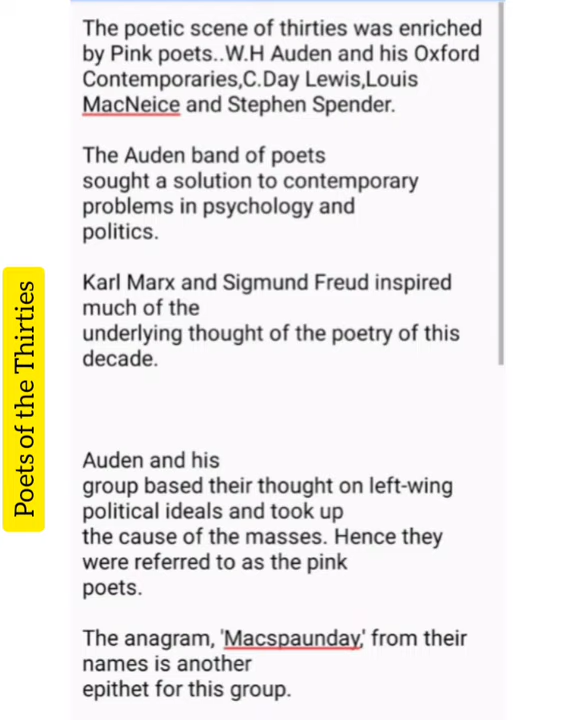 The poetic scene of thirties was enriched
by Pink poets..W.H Auden and his Oxford
Contemporaries,C.Day Lewis,Louis
MacNeice and Stephen Spender.
The Auden band of poets
sought a solution to contemporary
problems in psychology and
politics.
Karl Marx and Sigmund Freud inspired
much of the
underlying thought of the poetry of this
decade.
Poets of the Thirties
Auden and his
group based their thought on left-wing
political ideals and took up
the cause of the masses. Hence they
were referred to as the pink
poets.
The anagram, 'Macspaunday,' from their
names is another
epithet for this group.